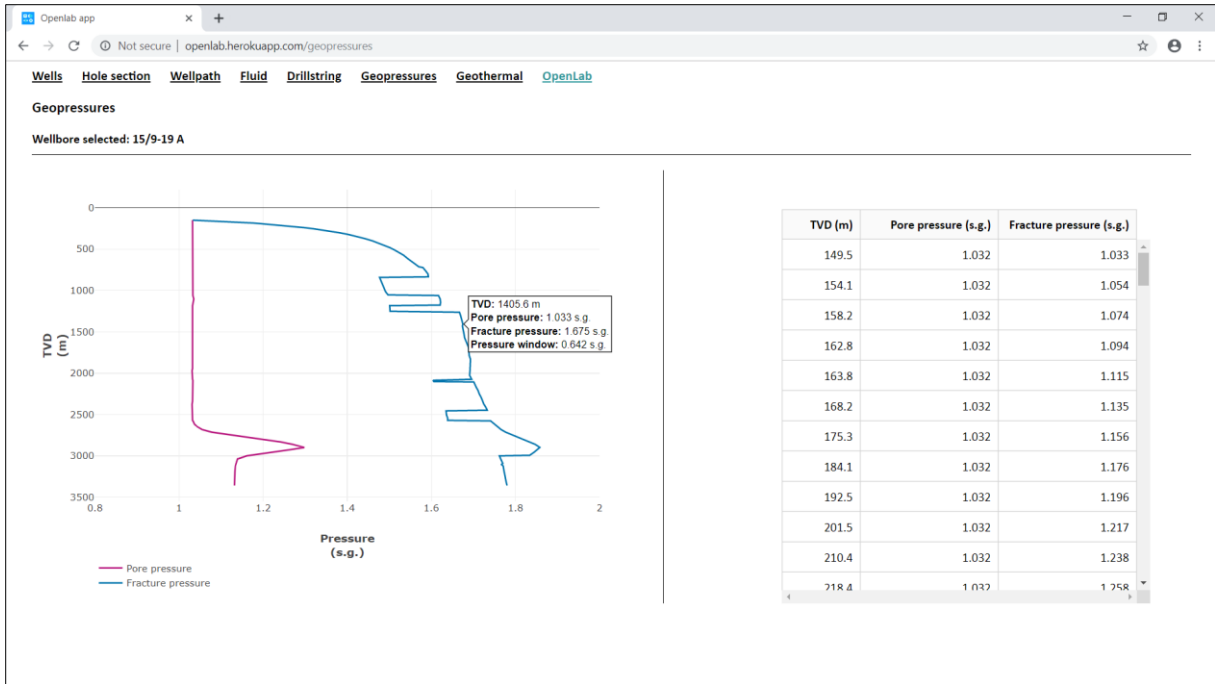 Openlab app
Not secure | openlab.herokuapp.com/geopressures
Wells Hole section Wellpath Fluid Drillstring Geopressures Geothermal OpenLab
Geopressures
Wellbore selected: 15/9-19 A
0
500
1000
1500
2000
2500
3000
3500
TVD
(m)
0.8 1 1.2 1.4 1.6 1.8 2
Pressure
(s.g.)
TVD: 1405.6 m
Pore pressure: 1.033 s.g.
Fracture pressure: 1.675 s.g.
Pressure window: 0.642 s.g.
Pore pressure
Fracture pressure
TVD (m) Pore pressure (s.g.) Fracture pressure (s.g.)
149.5 1.032 1.033
154.1 1.032 1.054
158.2 1.032 1.074
162.8 1.032 1.094
163.8 1.032 1.115
168.2 1.032 1.135
175.3 1.032 1.156
184.1 1.032 1.176
192.5 1.032 1.196
201.5 1.032 1.217
210.4 1.032 1.238
218.4 1.032 1.258